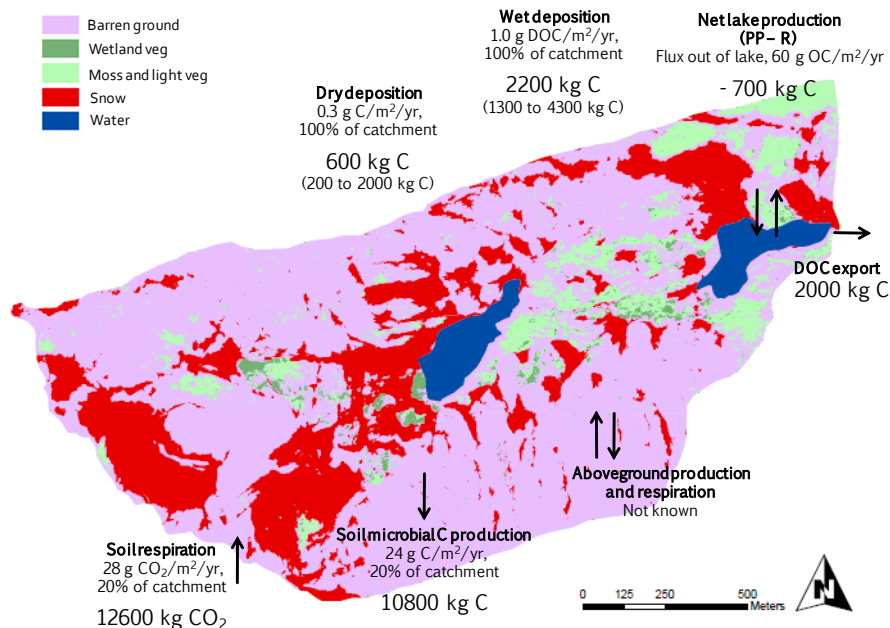 Barren ground
Wetland veg
Moss and light veg
Snow
Water
Dry deposition
0.3 g C/m²/yr,
100% of catchment
600 kg C
(200 to 2000 kg C)
Wet deposition
1.0 g DOC/m²/yr,
100% of catchment
2200 kg C
(1300 to 4300 kg C)
Net lake production
(PP – R)
Flux out of lake, 60 g OC/m²/yr
- 700 kg C
DOC export
2000 kg C
Aboveground production
and respiration
Not known
Soil microbial C production
24 g C/m²/yr,
20% of catchment
10800 kg C
Soil respiration
28 g CO₂/m²/yr,
20% of catchment
12600 kg CO₂
0 125 250 500
Meters
N